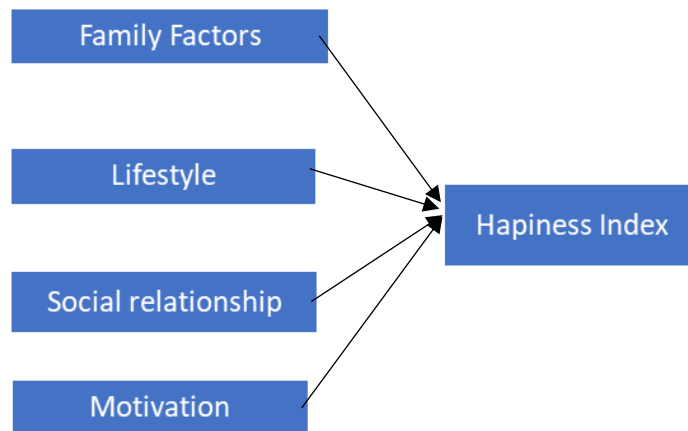 Family Factors
Lifestyle
Hapiness Index
Social relationship
Motivation